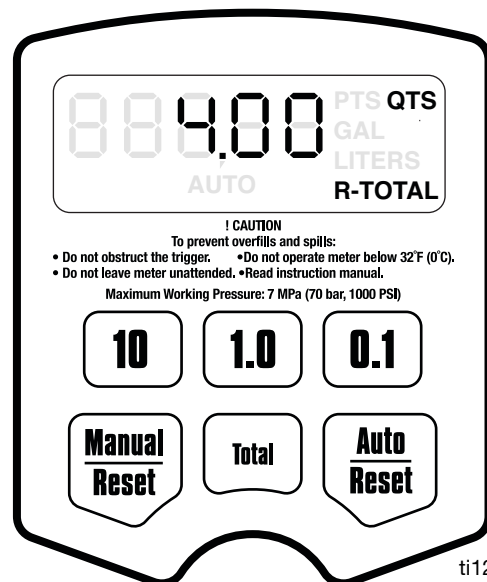 4.00
PTS QTS
GAL
LITERS
AUTO
R-TOTAL
! CAUTION
To prevent overfills and spills:
• Do not obstruct the trigger. •Do not operate meter below 32°F (0°C).
• Do not leave meter unattended. •Read instruction manual.
Maximum Working Pressure: 7 MPa (70 bar, 1000 PSI)
10 1.0 0.1
Manual Total Auto
Reset Reset